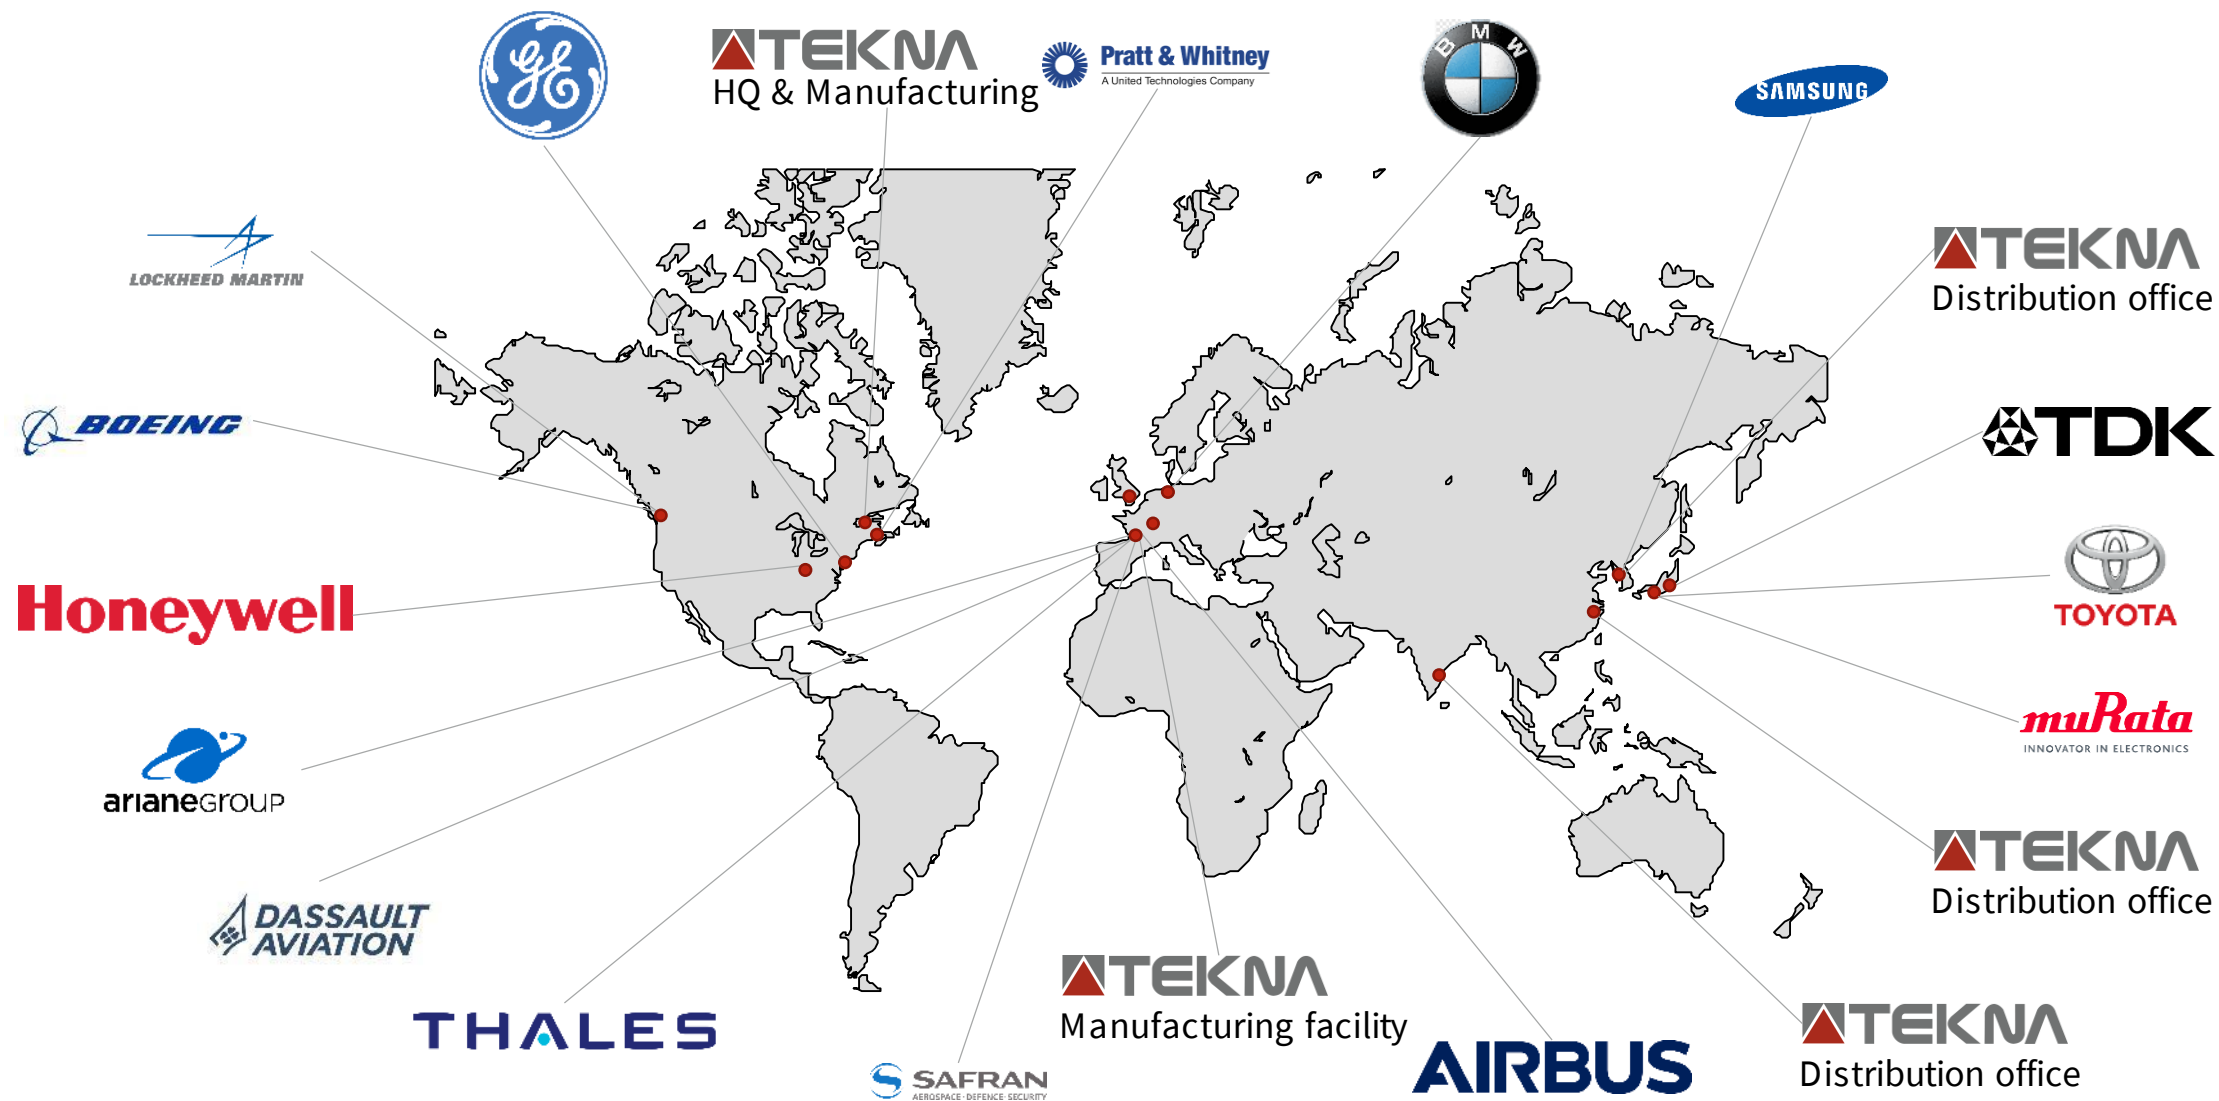 GE
TEKNA
HQ & Manufacturing
Pratt & Whitney
A United Technologies Company
BMW
SAMSUNG
LOCKHEED MARTIN
TEKNA
Distribution office
BOEING
TDK
Honeywell
TOYOTA
muRata
INNOVATOR IN ELECTRONICS
arianeGROUP
TEKNA
Distribution office
DASSAULT
AVIATION
THALES
TEKNA
Manufacturing facility
TEKNA
Distribution office
AIRBUS
SAFRAN
AEROSPACE · DEFENCE · SECURITY